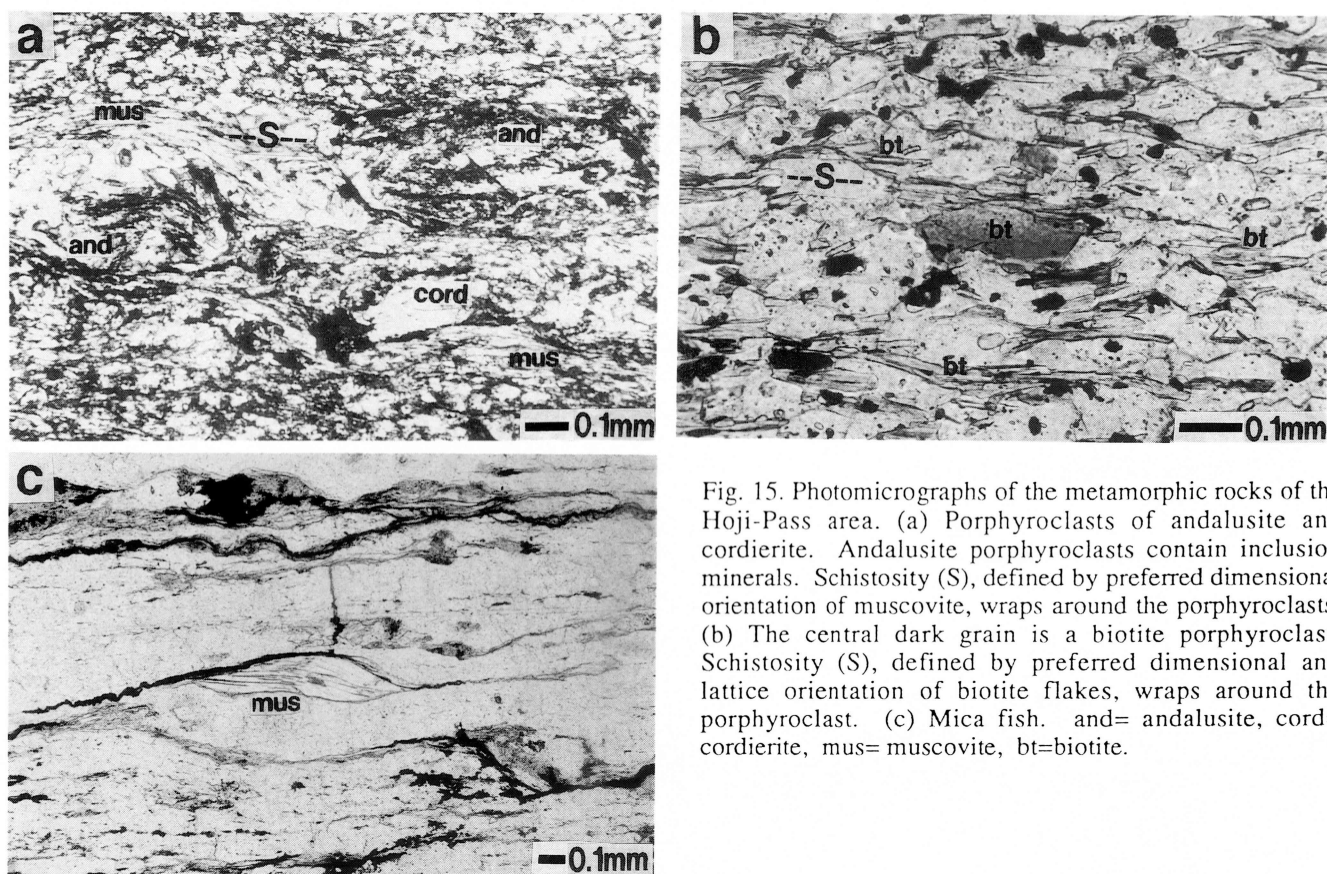 a
mus
--S---
and
and
cord
mus
0.1mm
b
bt
--S---
bt
bt
bt
0.1mm
c
mus
0.1mm
Fig. 15. Photomicrographs of the metamorphic rocks of th
Hoji-Pass area. (a) Porphyroclasts of andalusite an
cordierite. Andalusite porphyroclasts contain inclusio
minerals. Schistosity (S), defined by preferred dimensiona
orientation of muscovite, wraps around the porphyroclasts
(b) The central dark grain is a biotite porphyroclas
Schistosity (S), defined by preferred dimensional an
lattice orientation of biotite flakes, wraps around th
porphyroclast. (c) Mica fish. and= andalusite, cord
cordierite, mus= muscovite, bt=biotite.